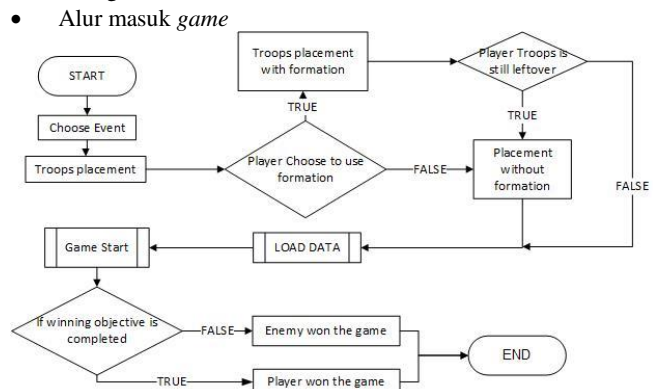 • Alur masuk game
START
Choose Event
Troops placement
Player Choose to use
formation
TRUE
Troops placement
with formation
Player Troops is
still leftover
TRUE
FALSE
Placement
without
formation
FALSE
LOAD DATA
Game Start
If winning objective is
completed
FALSE
Enemy won the game
TRUE
Player won the game
END